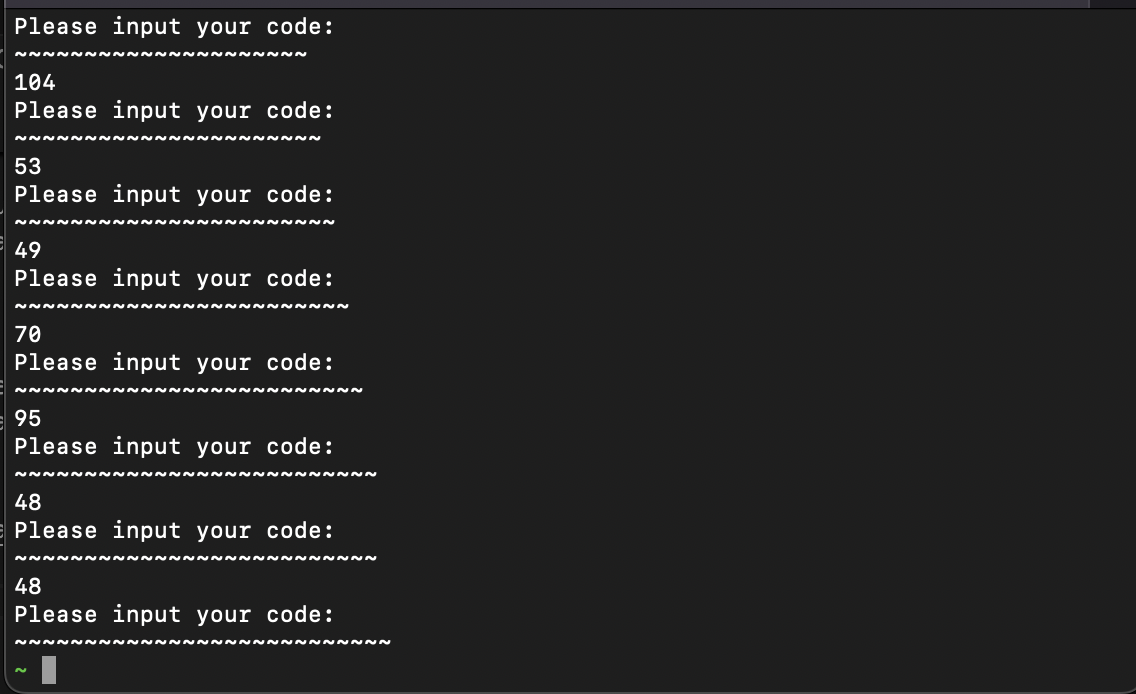 Please input your code:
~~~~~~~~~~~~~~~~~~~~~
104
Please input your code:
~~~~~~~~~~~~~~~~~~~~~~
53
Please input your code:
~~~~~~~~~~~~~~~~~~~~~~~
49
Please input your code:
~~~~~~~~~~~~~~~~~~~~~~~~
70
Please input your code:
~~~~~~~~~~~~~~~~~~~~~~~~~
95
Please input your code:
~~~~~~~~~~~~~~~~~~~~~~~~~~
48
Please input your code:
~~~~~~~~~~~~~~~~~~~~~~~~~~
48
Please input your code:
~~~~~~~~~~~~~~~~~~~~~~~~~~~
~